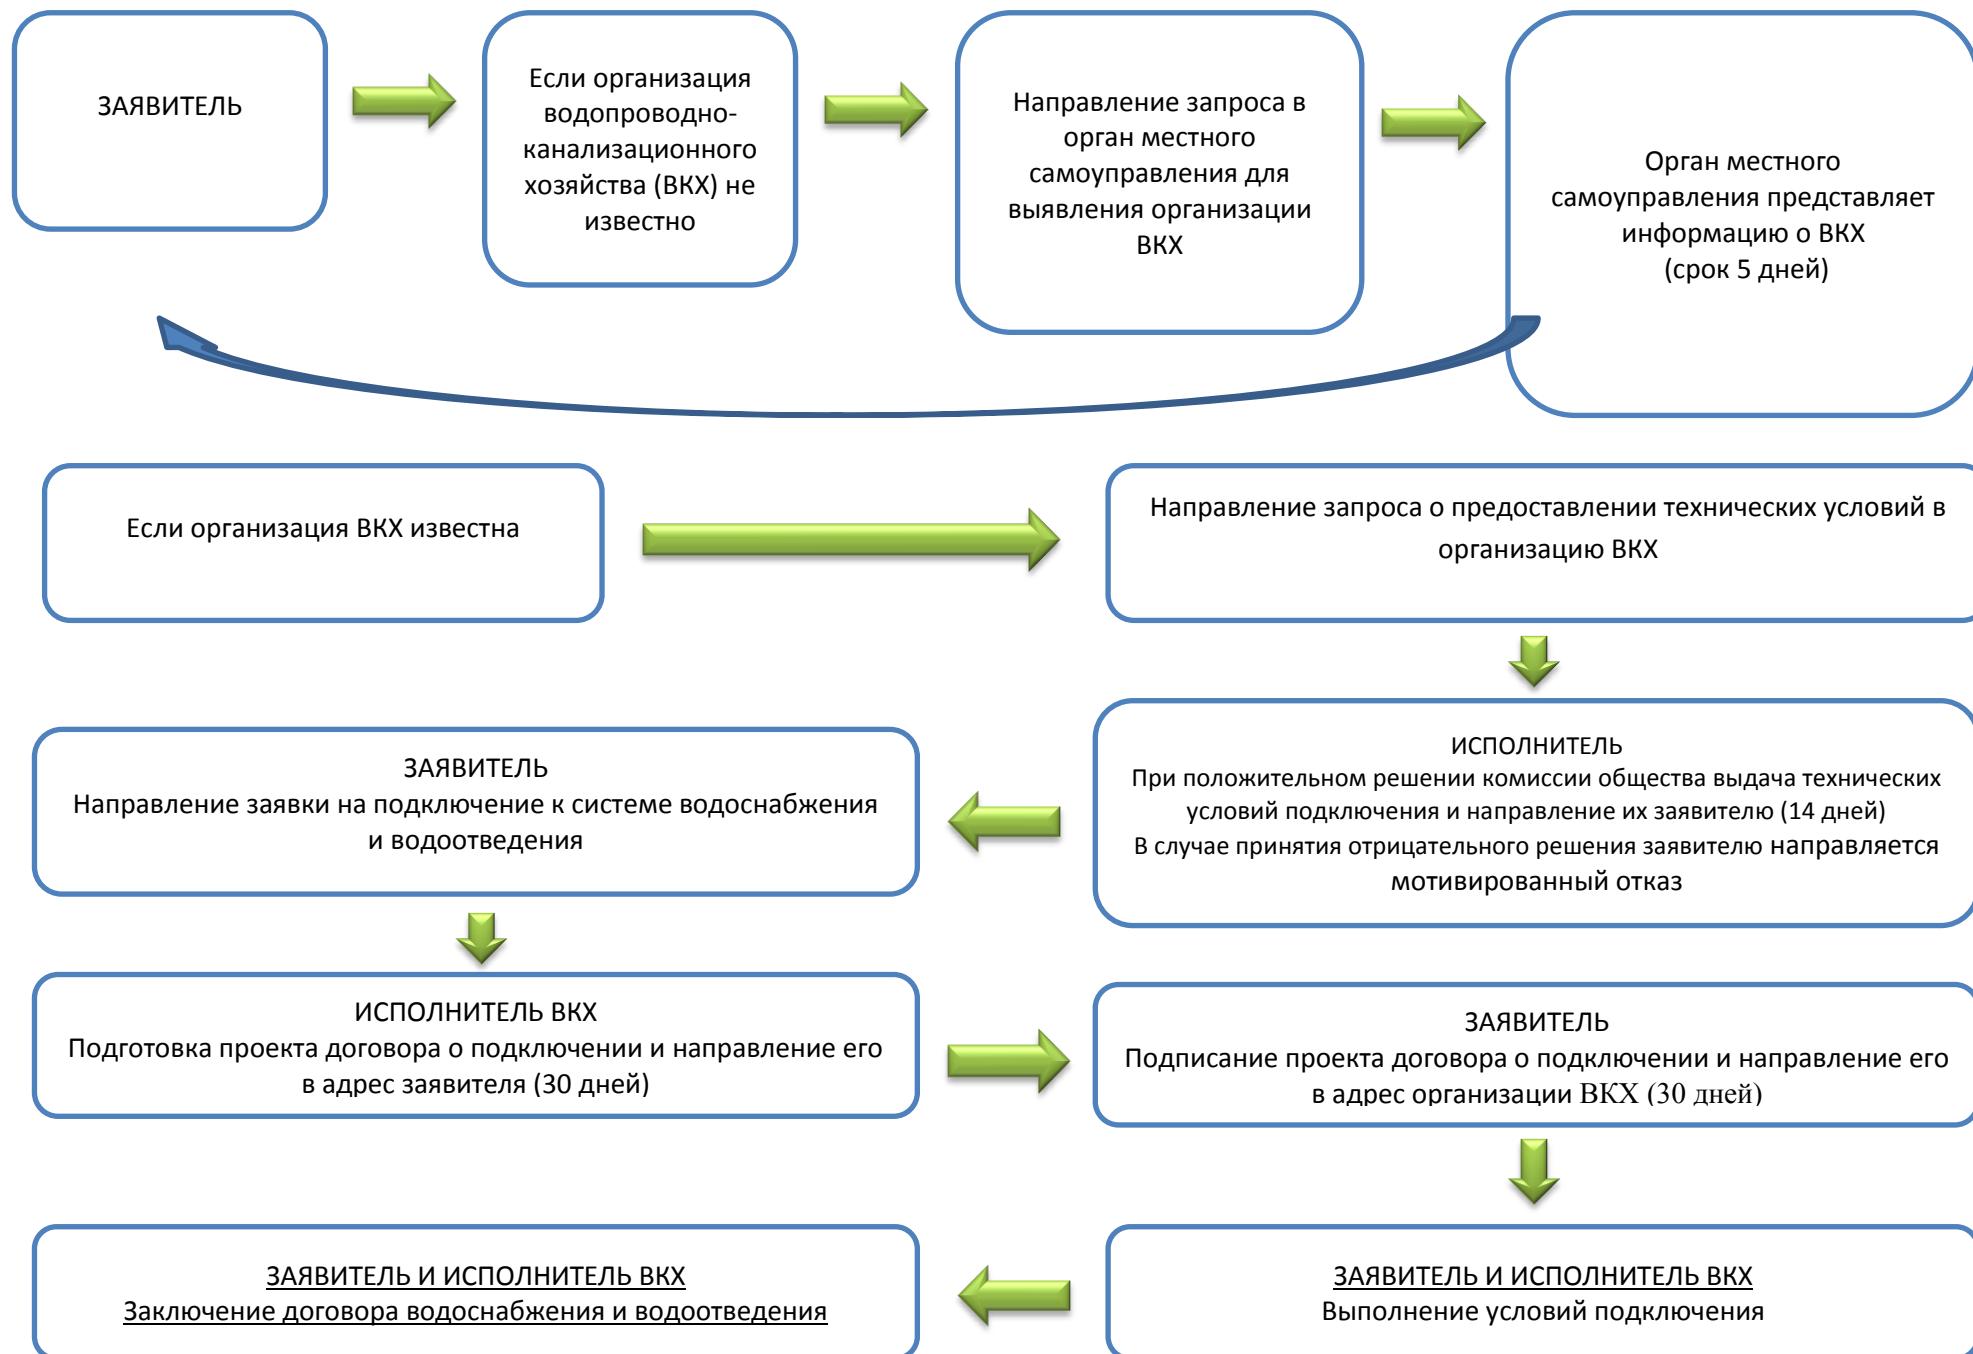 ЗАЯВИТЕЛЬ
Если организация
водопроводно-
канализационного
хозяйства (ВКХ) не
известно
Направление запроса в
орган местного
самоуправления для
выявления организации
ВКХ
Орган местного
самоуправления представляет
информацию о ВКХ
(срок 5 дней)
Если организация ВКХ известна
Направление запроса о предоставлении технических условий в
организацию ВКХ
ЗАЯВИТЕЛЬ
Направление заявки на подключение к системе водоснабжения
и водоотведения
ИСПОЛНИТЕЛЬ
При положительном решении комиссии общества выдача технических
условий подключения и направление их заявителю (14 дней)
В случае принятия отрицательного решения заявителю направляется
мотивированный отказ
ИСПОЛНИТЕЛЬ ВКХ
Подготовка проекта договора о подключении и направление его
в адрес заявителя (30 дней)
ЗАЯВИТЕЛЬ
Подписание проекта договора о подключении и направление его
в адрес организации ВКХ (30 дней)
ЗАЯВИТЕЛЬ И ИСПОЛНИТЕЛЬ ВКХ
Заключение договора водоснабжения и водоотведения
ЗАЯВИТЕЛЬ И ИСПОЛНИТЕЛЬ ВКХ
Выполнение условий подключения